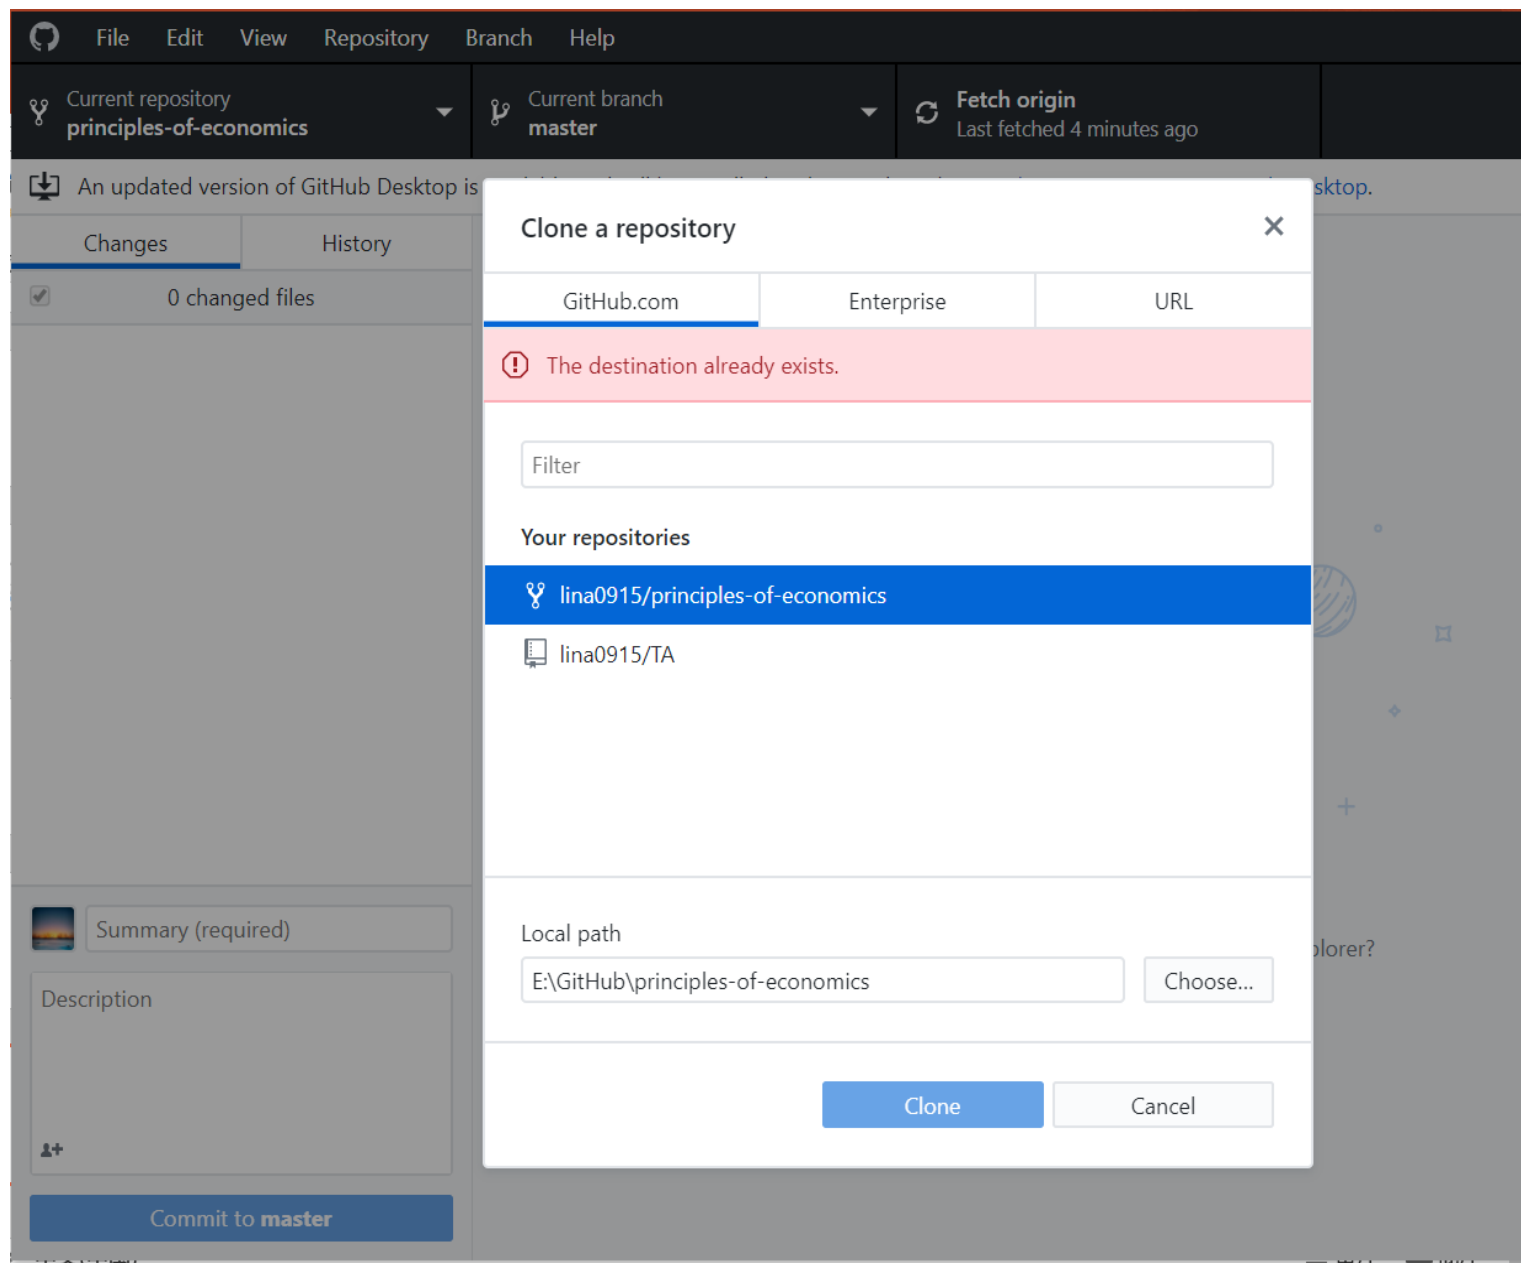 File Edit View Repository Branch Help
Current repository
principles-of-economics
Current branch
master
Fetch origin
Last fetched 4 minutes ago
An updated version of GitHub Desktop is
sktop.
Changes History
0 changed files
Clone a repository
GitHub.com Enterprise URL
The destination already exists.
Filter
Your repositories
lina0915/principles-of-economics
lina0915/TA
Local path
E:\GitHub\principles-of-economics Choose...
Clone Cancel
Summary (required)
Description
Commit to master
plorer?